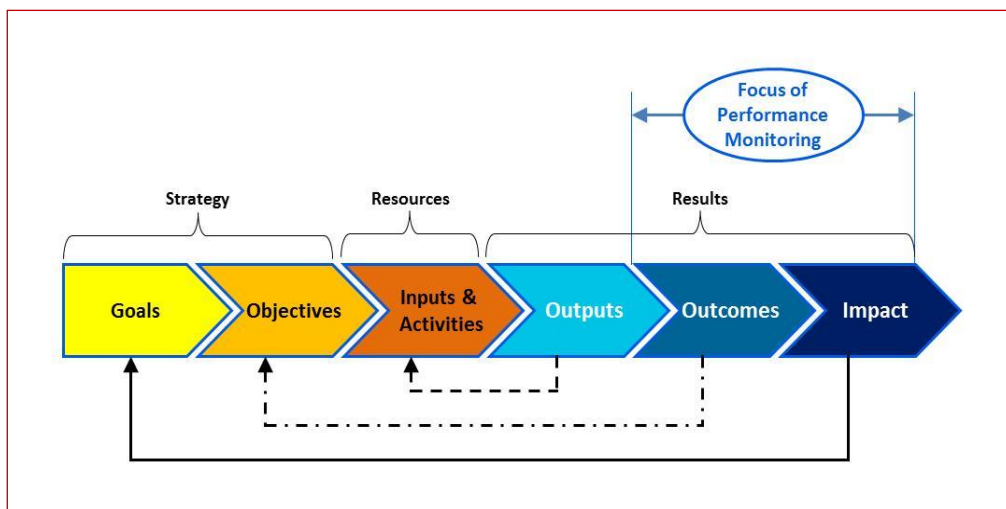 Focus of
Performance
Monitoring
Strategy
Resources
Results
Goals
Objectives
Inputs &
Activities
Outputs
Outcomes
Impact